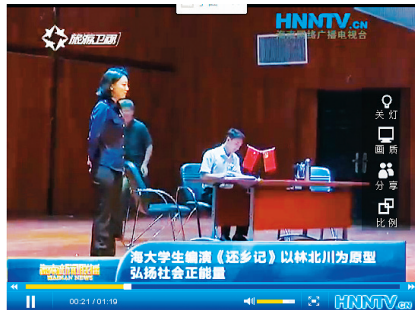 旅游卫视
HNNTV.CN
海南网络广播电视台
关灯
画质
分享
比例
海大学生编演《还乡记》以林北川为原型
弘扬社会正能量
HAINAN NEWS
00:21 / 01:19
HNNTV.CN